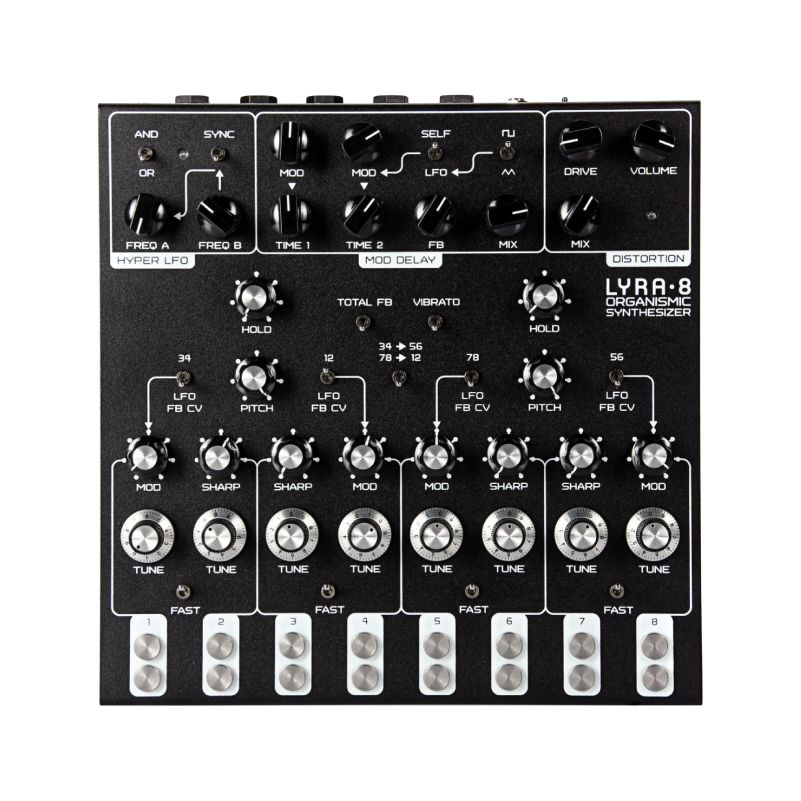 AND SYNC SELF
OR MOD MOD LFO DRIVE VOLUME
FREQ A FREQ B TIME 1 TIME 2 FB MIX MIX
HYPER LFO MOD DELAY DISTORTION
LYRA-8
ORGANISMIC
SYNTHESIZER
HOLD TOTAL FB VIBRATO HOLD
34 56
78 12
34 12 78 56
LFO LFO LFO LFO
FB CV PITCH FB CV FB CV PITCH FB CV
MOD SHARP SHARP MOD MOD SHARP SHARP MOD
TUNE TUNE TUNE TUNE TUNE TUNE TUNE TUNE
FAST FAST FAST FAST
1 2 3 4 5 6 7 8